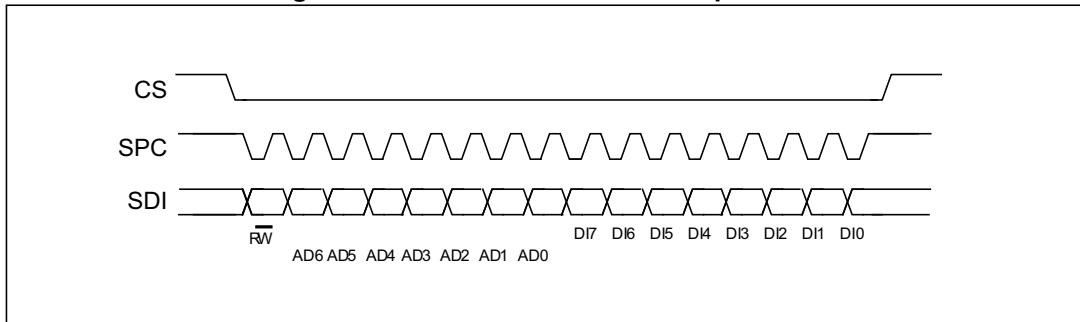 CS
SPC
SDI
RW
DI7 DI6 DI5 DI4 DI3 DI2 DI1 DI0
AD6 AD5 AD4 AD3 AD2 AD1 AD0